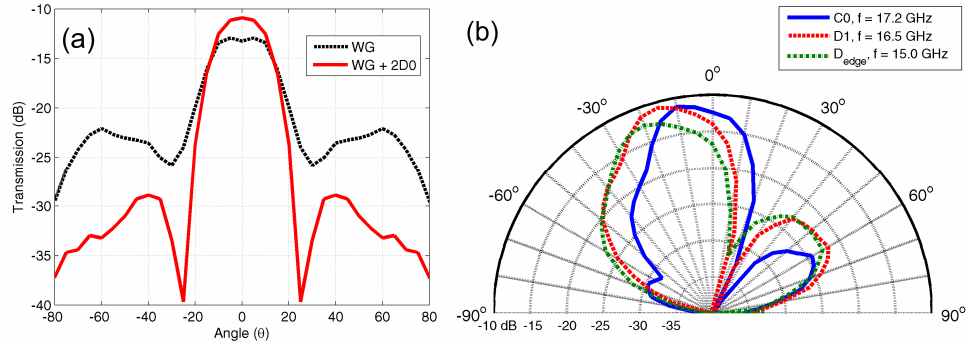 (a)
WG
WG + 2D0
Transmission (dB)
-10
-15
-20
-25
-30
-35
-40
-80
-60
-40
-20
0
20
40
60
80
Angle (θ)
(b)
C0, f = 17.2 GHz
D1, f = 16.5 GHz
D_edge, f = 15.0 GHz
0°
-30°
30°
-60°
60°
-90°
90°
-10 dB
-15
-20
-25
-30
-35